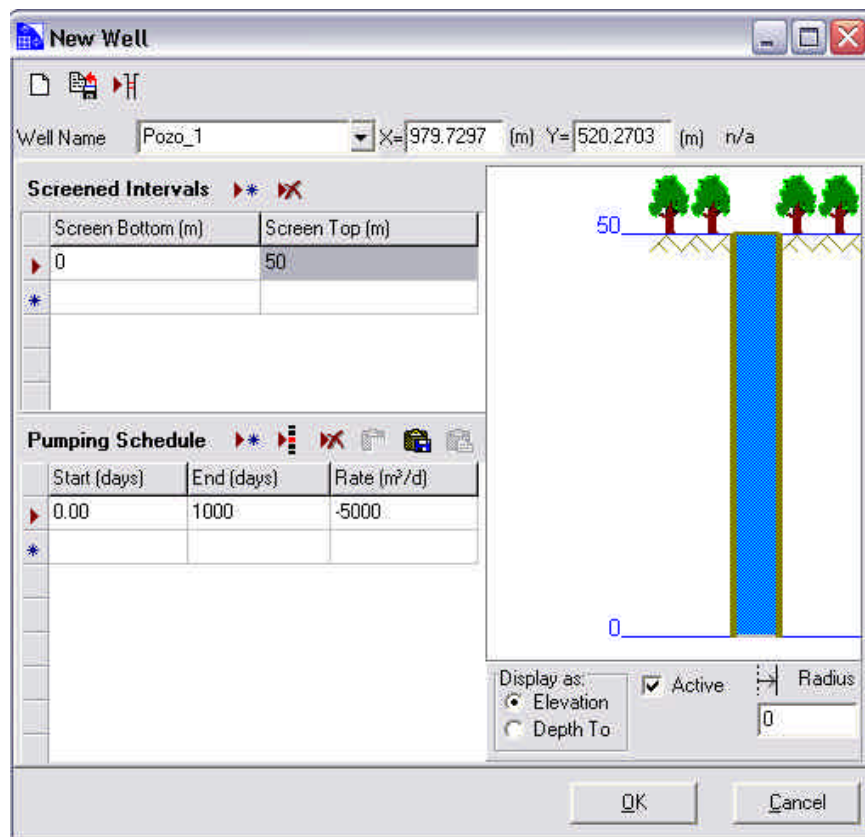 New Well
Well Name Pozo_1 X= 979.7297 (m) Y= 520.2703 (m) n/a
Screened Intervals
Screen Bottom (m) Screen Top (m)
0 50
Pumping Schedule
Start (days) End (days) Rate (m³/d)
0.00 1000 -5000
50
0
Display as:
Elevation
Depth To
Active
Radius
0
OK Cancel